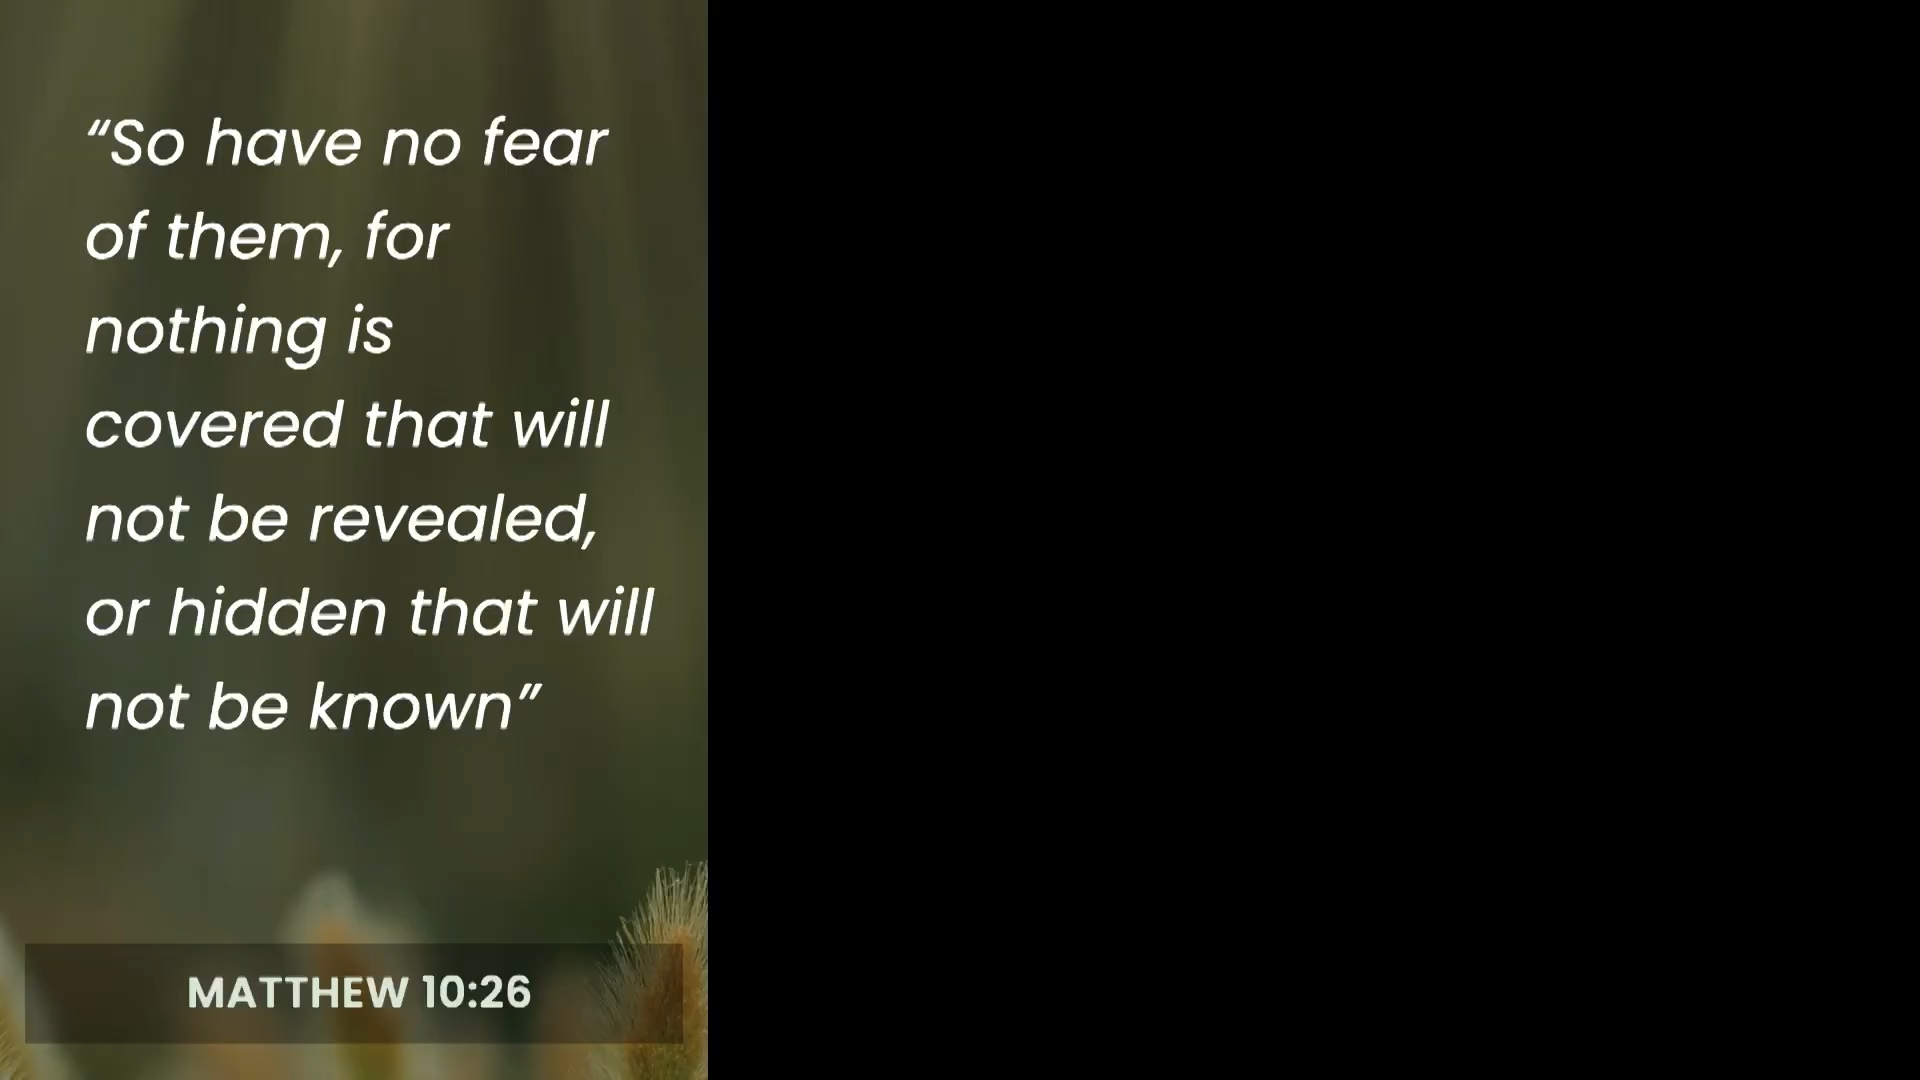 “So have no fear
of them, for
nothing is
covered that will
not be revealed,
or hidden that will
not be known”
MATTHEW 10:26